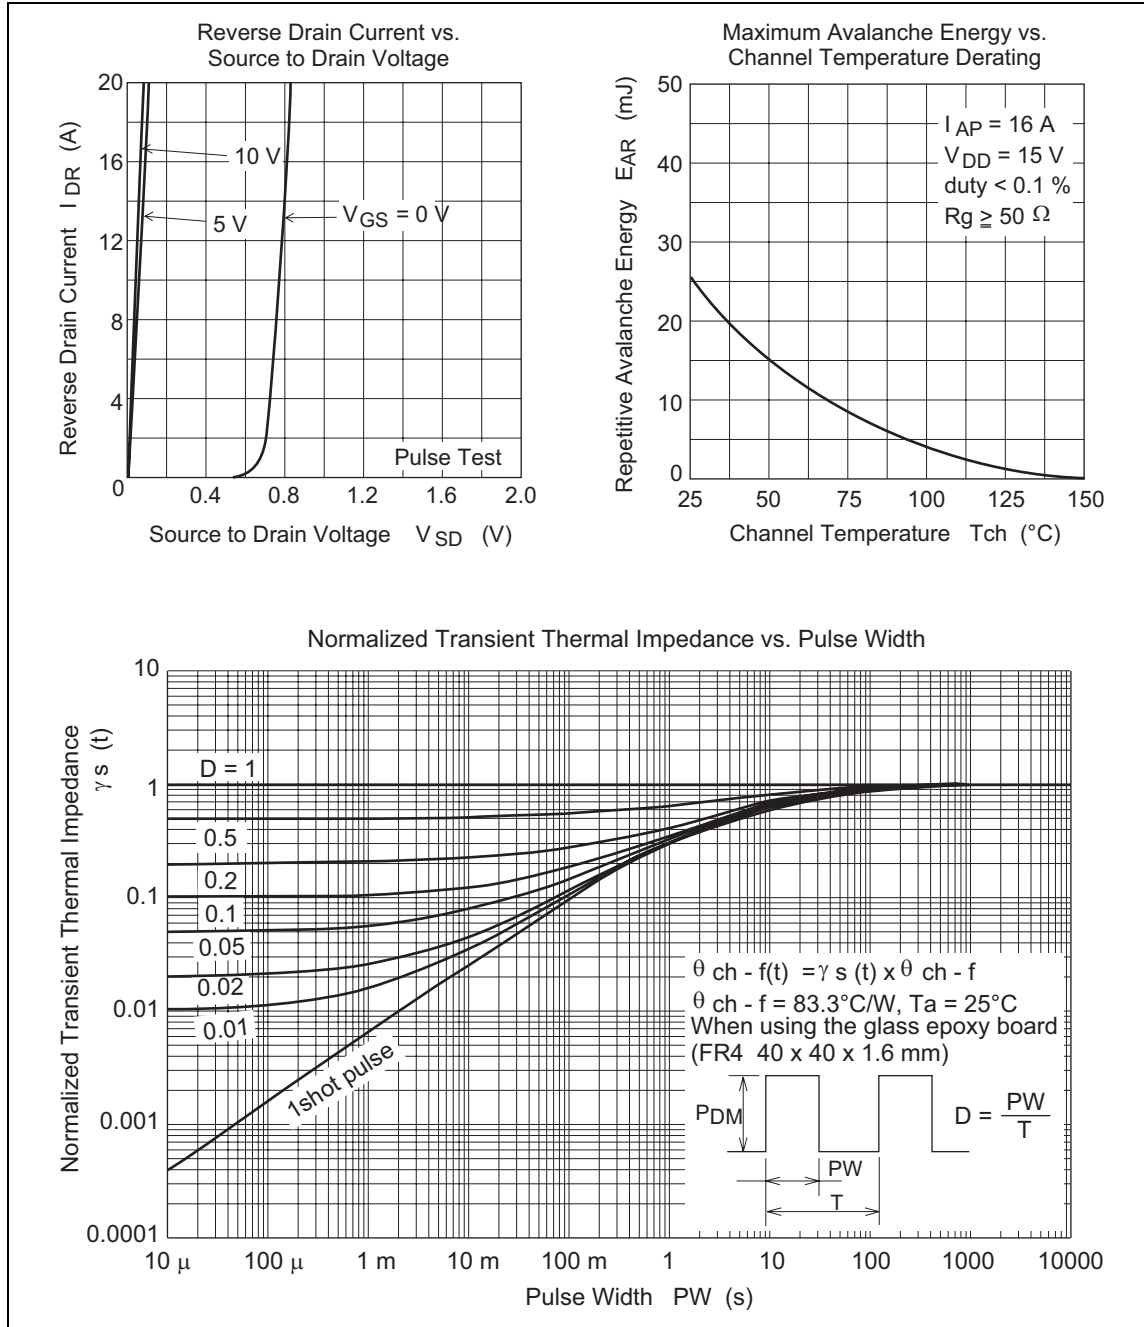 Reverse Drain Current vs.
Source to Drain Voltage
Reverse Drain Current I DR (A)
20
16
12
8
4
0
10 V
5 V
V GS = 0 V
Pulse Test
0.4 0.8 1.2 1.6 2.0
Source to Drain Voltage V SD (V)
Maximum Avalanche Energy vs.
Channel Temperature Derating
Repetitive Avalanche Energy E AR (mJ)
50
40
30
20
10
0
I AP = 16 A
V DD = 15 V
duty < 0.1 %
Rg ≧ 50 Ω
25 50 75 100 125 150
Channel Temperature Tch (°C)
Normalized Transient Thermal Impedance vs. Pulse Width
Normalized Transient Thermal Impedance
γ s (t)
10
1
0.1
0.01
0.001
0.0001
D = 1
0.5
0.2
0.1
0.05
0.02
0.01
1shot pulse
θ ch - f(t) = γ s (t) x θ ch - f
θ ch - f = 83.3°C/W, Ta = 25°C
When using the glass epoxy board
(FR4 40 x 40 x 1.6 mm)
PDM
PW
T
D = PW
T
10 μ 100 μ 1 m 10 m 100 m 1 10 100 1000 10000
Pulse Width PW (s)